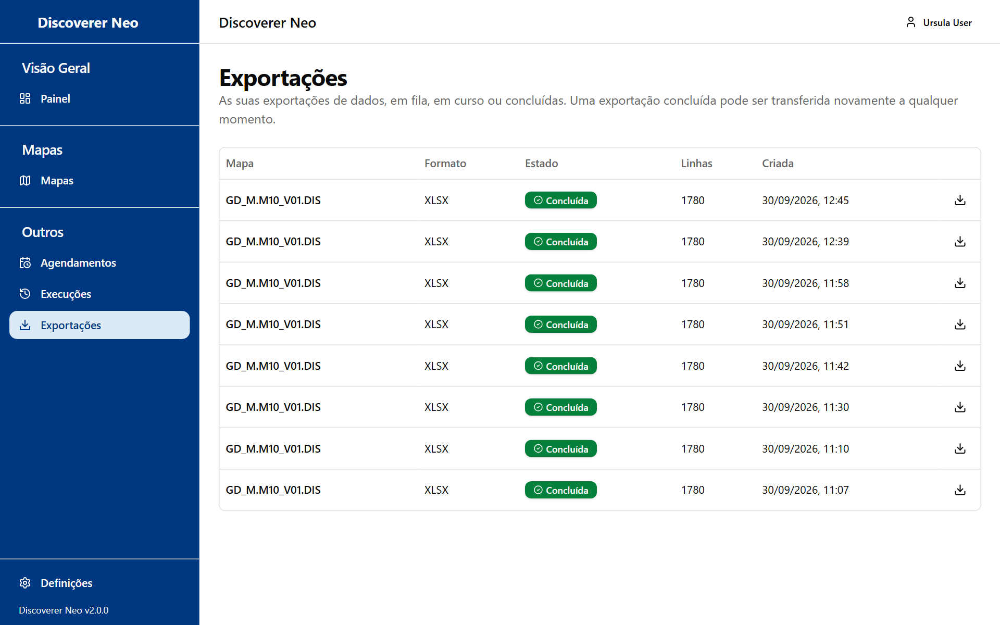 Discoverer Neo
Visão Geral
Painel
Mapas
Mapas
Outros
Agendamentos
Execuções
Exportações
Definições
Discoverer Neo v2.0.0
Discoverer Neo
Ursula User
Exportações
As suas exportações de dados, em fila, em curso ou concluídas. Uma exportação concluída pode ser transferida novamente a qualquer
momento.
Mapa Formato Estado Linhas Criada
GD_M.M10_V01.DIS XLSX Concluída 1780 30/09/2026, 12:45
GD_M.M10_V01.DIS XLSX Concluída 1780 30/09/2026, 12:39
GD_M.M10_V01.DIS XLSX Concluída 1780 30/09/2026, 11:58
GD_M.M10_V01.DIS XLSX Concluída 1780 30/09/2026, 11:51
GD_M.M10_V01.DIS XLSX Concluída 1780 30/09/2026, 11:42
GD_M.M10_V01.DIS XLSX Concluída 1780 30/09/2026, 11:30
GD_M.M10_V01.DIS XLSX Concluída 1780 30/09/2026, 11:10
GD_M.M10_V01.DIS XLSX Concluída 1780 30/09/2026, 11:07